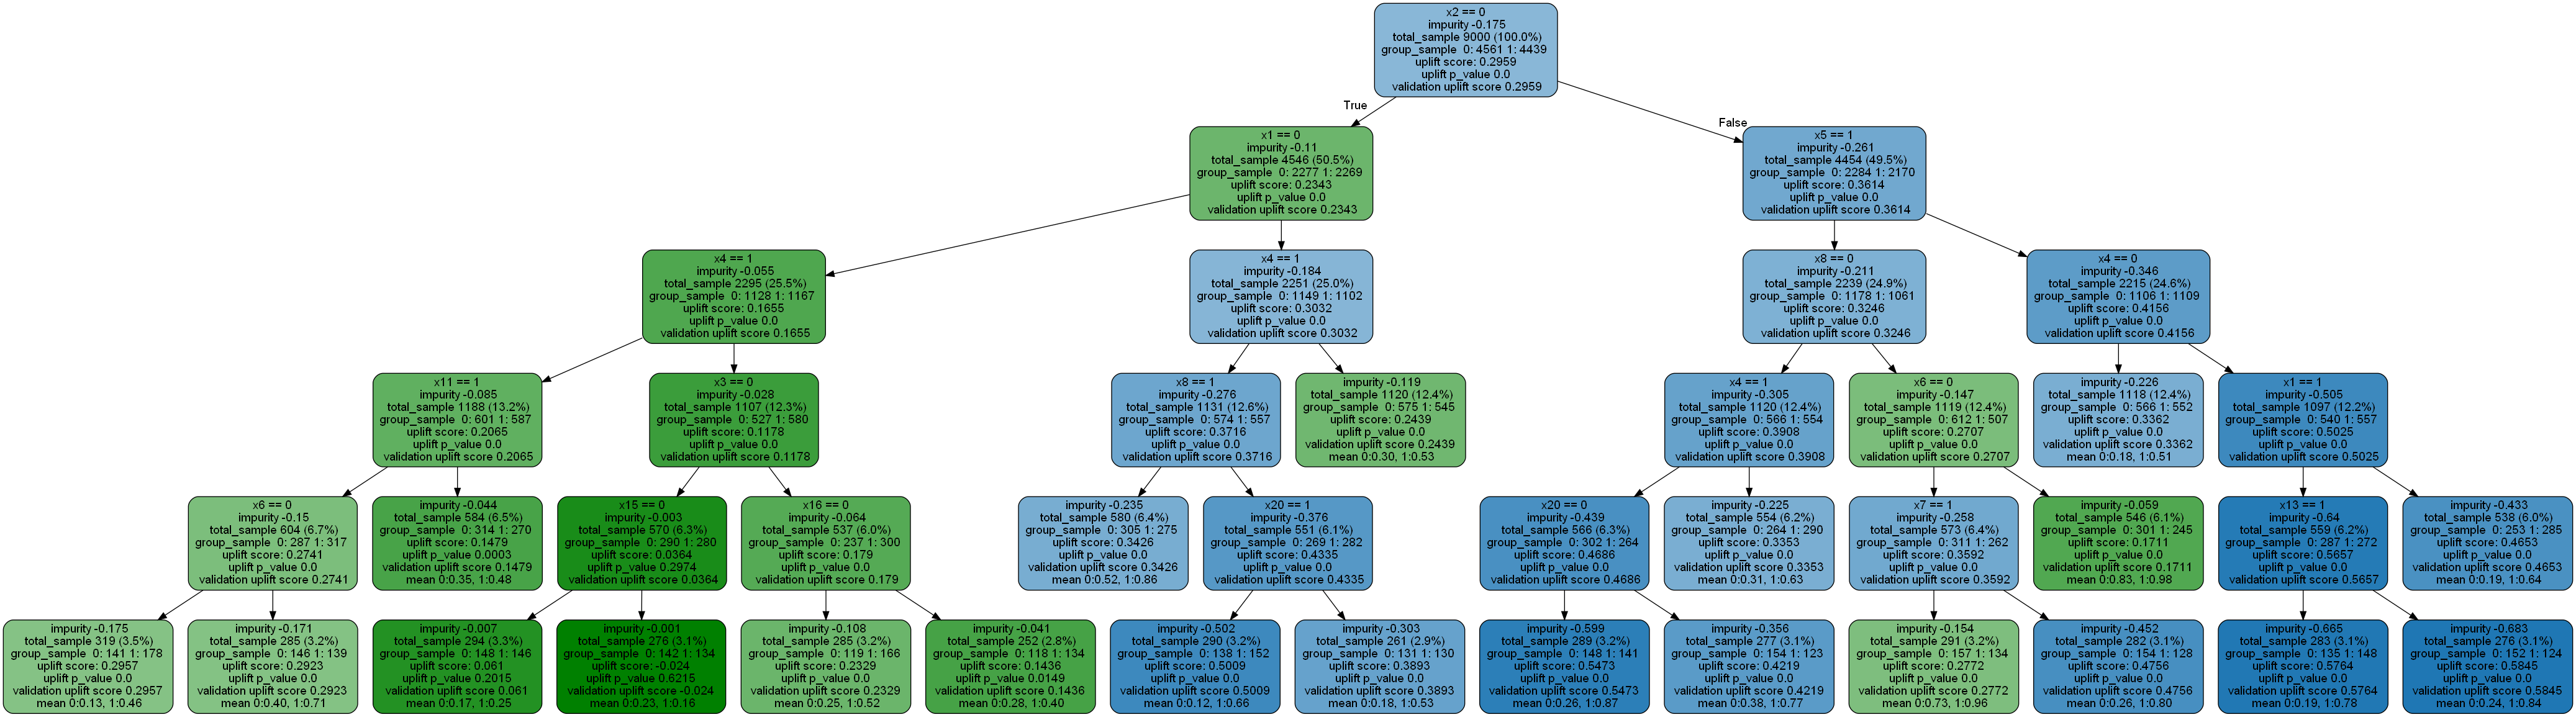 x2 == 0
impurity -0.175
total_sample 9000 (100.0%)
group_sample 0: 4561 1: 4439
uplift score: 0.2959
uplift p_value 0.0
validation uplift score 0.2959
True
False
x1 == 0
impurity -0.11
total_sample 4546 (50.5%)
group_sample 0: 2277 1: 2269
uplift score: 0.2343
uplift p_value 0.0
validation uplift score 0.2343
x5 == 1
impurity -0.261
total_sample 4454 (49.5%)
group_sample 0: 2284 1: 2170
uplift score: 0.3614
uplift p_value 0.0
validation uplift score 0.3614
x4 == 1
impurity -0.055
total_sample 2295 (25.5%)
group_sample 0: 1128 1: 1167
uplift score: 0.1655
uplift p_value 0.0
validation uplift score 0.1655
x4 == 1
impurity -0.184
total_sample 2251 (25.0%)
group_sample 0: 1149 1: 1102
uplift score: 0.3032
uplift p_value 0.0
validation uplift score 0.3032
x8 == 0
impurity -0.211
total_sample 2239 (24.9%)
group_sample 0: 1178 1: 1061
uplift score: 0.3246
uplift p_value 0.0
validation uplift score 0.3246
x4 == 0
impurity -0.346
total_sample 2215 (24.6%)
group_sample 0: 1106 1: 1109
uplift score: 0.4156
uplift p_value 0.0
validation uplift score 0.4156
x11 == 1
impurity -0.085
total_sample 1188 (13.2%)
group_sample 0: 601 1: 587
uplift score: 0.2065
uplift p_value 0.0
validation uplift score 0.2065
x3 == 0
impurity -0.028
total_sample 1107 (12.3%)
group_sample 0: 527 1: 580
uplift score: 0.1178
uplift p_value 0.0
validation uplift score 0.1178
x8 == 1
impurity -0.276
total_sample 1131 (12.6%)
group_sample 0: 574 1: 557
uplift score: 0.3716
uplift p_value 0.0
validation uplift score 0.3716
impurity -0.119
total_sample 1120 (12.4%)
group_sample 0: 575 1: 545
uplift score: 0.2439
uplift p_value 0.0
validation uplift score 0.2439
mean 0:0.30, 1:0.53
x4 == 1
impurity -0.305
total_sample 1120 (12.4%)
group_sample 0: 566 1: 554
uplift score: 0.3908
uplift p_value 0.0
validation uplift score 0.3908
x6 == 0
impurity -0.147
total_sample 1119 (12.4%)
group_sample 0: 612 1: 507
uplift score: 0.2707
uplift p_value 0.0
validation uplift score 0.2707
impurity -0.226
total_sample 1118 (12.4%)
group_sample 0: 566 1: 552
uplift score: 0.3362
uplift p_value 0.0
validation uplift score 0.3362
mean 0:0.18, 1:0.51
x1 == 1
impurity -0.505
total_sample 1097 (12.2%)
group_sample 0: 540 1: 557
uplift score: 0.5025
uplift p_value 0.0
validation uplift score 0.5025
x6 == 0
impurity -0.15
total_sample 604 (6.7%)
group_sample 0: 287 1: 317
uplift score: 0.2741
uplift p_value 0.0
validation uplift score 0.2741
impurity -0.044
total_sample 584 (6.5%)
group_sample 0: 314 1: 270
uplift score: 0.1479
uplift p_value 0.0003
validation uplift score 0.1479
mean 0:0.35, 1:0.48
x15 == 0
impurity -0.003
total_sample 570 (6.3%)
group_sample 0: 290 1: 280
uplift score: 0.0364
uplift p_value 0.2974
validation uplift score 0.0364
x16 == 0
impurity -0.064
total_sample 537 (6.0%)
group_sample 0: 237 1: 300
uplift score: 0.179
uplift p_value 0.0
validation uplift score 0.179
impurity -0.235
total_sample 580 (6.4%)
group_sample 0: 305 1: 275
uplift score: 0.3426
uplift p_value 0.0
validation uplift score 0.3426
mean 0:0.52, 1:0.86
x20 == 1
impurity -0.376
total_sample 551 (6.1%)
group_sample 0: 269 1: 282
uplift score: 0.4335
uplift p_value 0.0
validation uplift score 0.4335
x20 == 0
impurity -0.439
total_sample 566 (6.3%)
group_sample 0: 302 1: 264
uplift score: 0.4686
uplift p_value 0.0
validation uplift score 0.4686
impurity -0.225
total_sample 554 (6.2%)
group_sample 0: 264 1: 290
uplift score: 0.3353
uplift p_value 0.0
validation uplift score 0.3353
mean 0:0.31, 1:0.63
x7 == 1
impurity -0.258
total_sample 573 (6.4%)
group_sample 0: 311 1: 262
uplift score: 0.3592
uplift p_value 0.0
validation uplift score 0.3592
impurity -0.059
total_sample 546 (6.1%)
group_sample 0: 301 1: 245
uplift score: 0.1711
uplift p_value 0.0
validation uplift score 0.1711
mean 0:0.83, 1:0.98
x13 == 1
impurity -0.64
total_sample 559 (6.2%)
group_sample 0: 287 1: 272
uplift score: 0.5657
uplift p_value 0.0
validation uplift score 0.5657
impurity -0.433
total_sample 538 (6.0%)
group_sample 0: 253 1: 285
uplift score: 0.4653
uplift p_value 0.0
validation uplift score 0.4653
mean 0:0.19, 1:0.64
impurity -0.175
total_sample 319 (3.5%)
group_sample 0: 141 1: 178
uplift score: 0.2957
uplift p_value 0.0
validation uplift score 0.2957
mean 0:0.13, 1:0.46
impurity -0.171
total_sample 285 (3.2%)
group_sample 0: 146 1: 139
uplift score: 0.2923
uplift p_value 0.0
validation uplift score 0.2923
mean 0:0.40, 1:0.71
impurity -0.007
total_sample 294 (3.3%)
group_sample 0: 148 1: 146
uplift score: 0.061
uplift p_value 0.2015
validation uplift score 0.061
mean 0:0.17, 1:0.25
impurity -0.001
total_sample 276 (3.1%)
group_sample 0: 142 1: 134
uplift score: -0.024
uplift p_value 0.6215
validation uplift score -0.024
mean 0:0.23, 1:0.16
impurity -0.108
total_sample 285 (3.2%)
group_sample 0: 119 1: 166
uplift score: 0.2329
uplift p_value 0.0
validation uplift score 0.2329
mean 0:0.25, 1:0.52
impurity -0.041
total_sample 252 (2.8%)
group_sample 0: 118 1: 134
uplift score: 0.1436
uplift p_value 0.0149
validation uplift score 0.1436
mean 0:0.28, 1:0.40
impurity -0.502
total_sample 290 (3.2%)
group_sample 0: 138 1: 152
uplift score: 0.5009
uplift p_value 0.0
validation uplift score 0.5009
mean 0:0.12, 1:0.66
impurity -0.303
total_sample 261 (2.9%)
group_sample 0: 131 1: 130
uplift score: 0.3893
uplift p_value 0.0
validation uplift score 0.3893
mean 0:0.18, 1:0.53
impurity -0.599
total_sample 289 (3.2%)
group_sample 0: 148 1: 141
uplift score: 0.5473
uplift p_value 0.0
validation uplift score 0.5473
mean 0:0.26, 1:0.87
impurity -0.356
total_sample 277 (3.1%)
group_sample 0: 154 1: 123
uplift score: 0.4219
uplift p_value 0.0
validation uplift score 0.4219
mean 0:0.38, 1:0.77
impurity -0.154
total_sample 291 (3.2%)
group_sample 0: 157 1: 134
uplift score: 0.2772
uplift p_value 0.0
validation uplift score 0.2772
mean 0:0.73, 1:0.96
impurity -0.452
total_sample 282 (3.1%)
group_sample 0: 154 1: 128
uplift score: 0.4756
uplift p_value 0.0
validation uplift score 0.4756
mean 0:0.26, 1:0.80
impurity -0.665
total_sample 283 (3.1%)
group_sample 0: 135 1: 148
uplift score: 0.5764
uplift p_value 0.0
validation uplift score 0.5764
mean 0:0.19, 1:0.78
impurity -0.683
total_sample 276 (3.1%)
group_sample 0: 152 1: 124
uplift score: 0.5845
uplift p_value 0.0
validation uplift score 0.5845
mean 0:0.24, 1:0.84